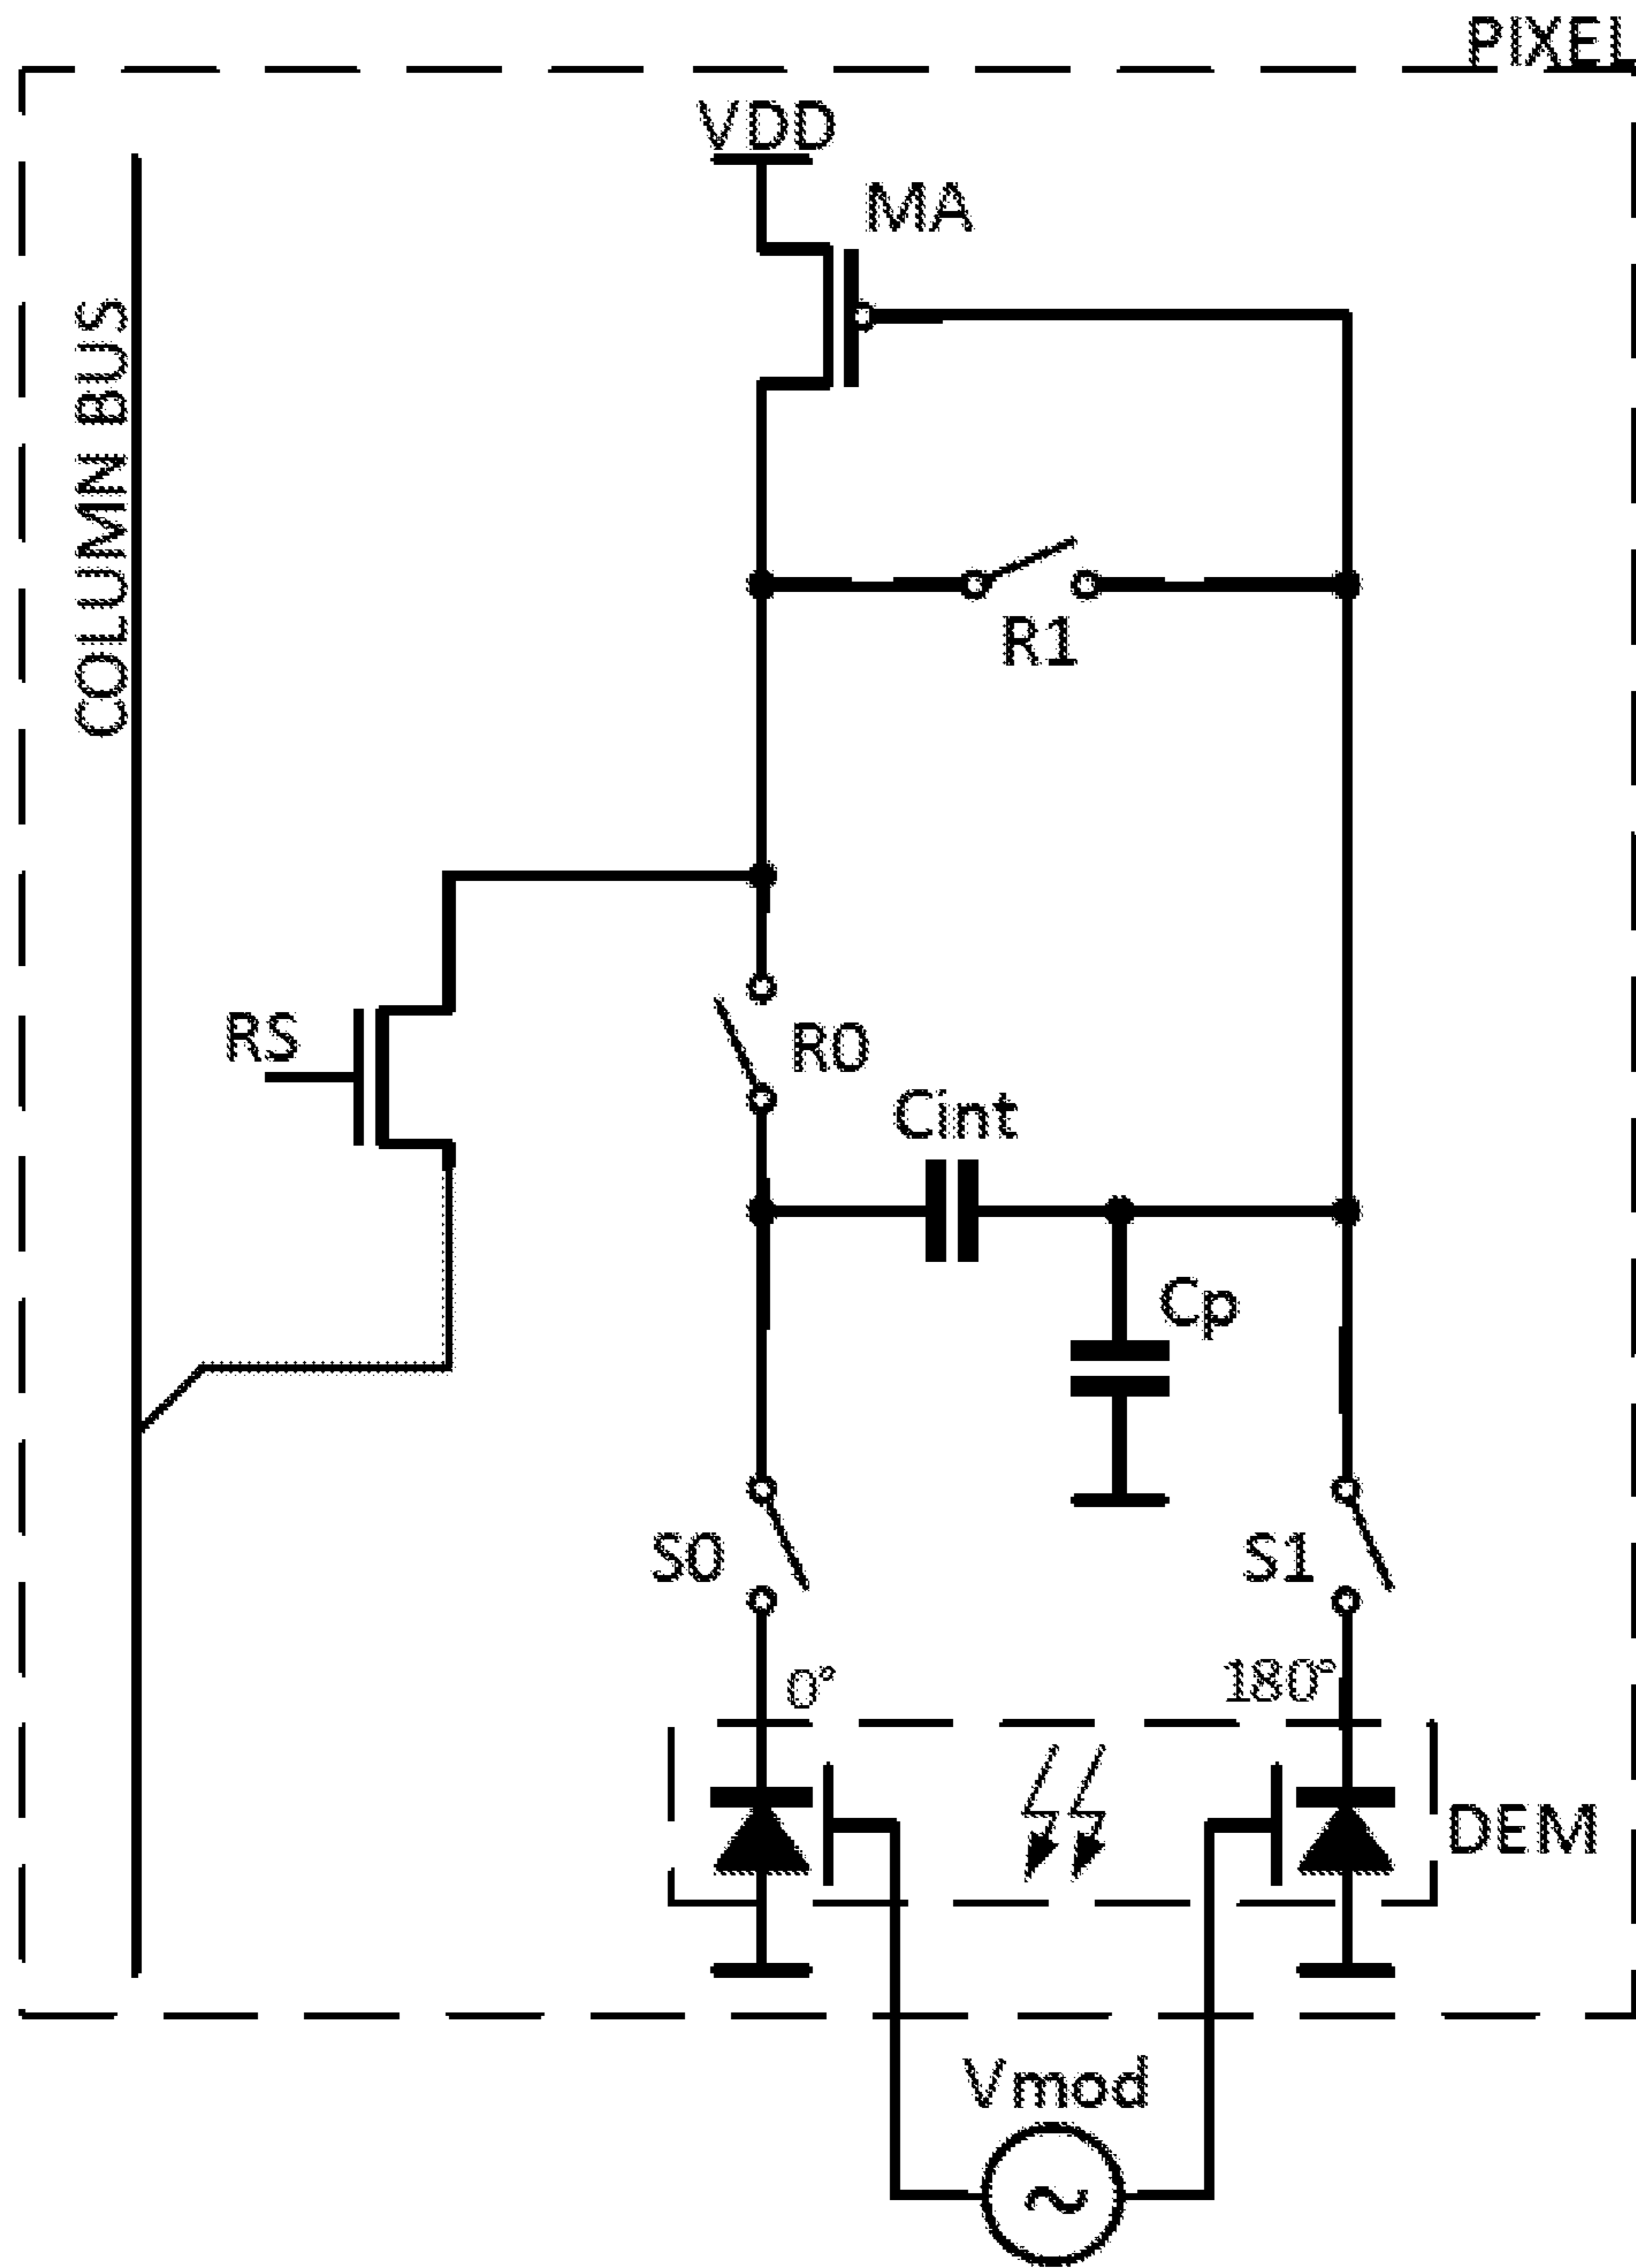 PIXEL
VDD
MA
COLUMN BUS
R1
RS
R0
Cint
Cp
S0
S1
0°
180°
DEM
Vmod
~